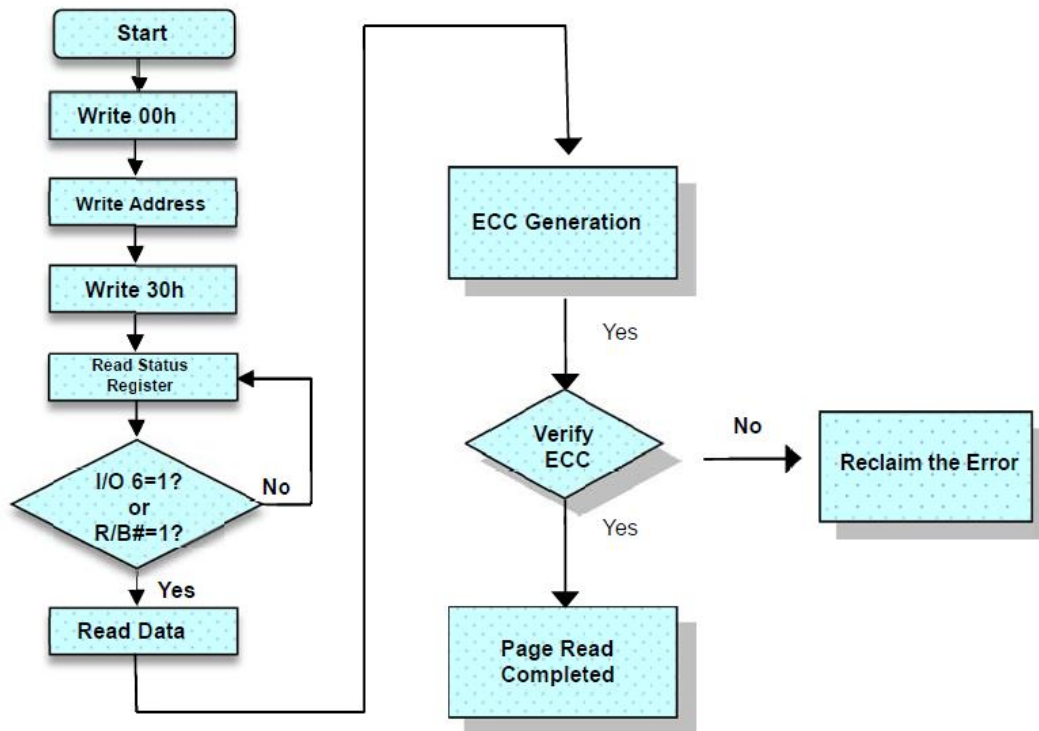 Start
Write 00h
Write Address
Write 30h
Read Status
Register
I/O 6=1?
or
R/B#=1?
No
Yes
Read Data
ECC Generation
Yes
Verify
ECC
No
Reclaim the Error
Yes
Page Read
Completed